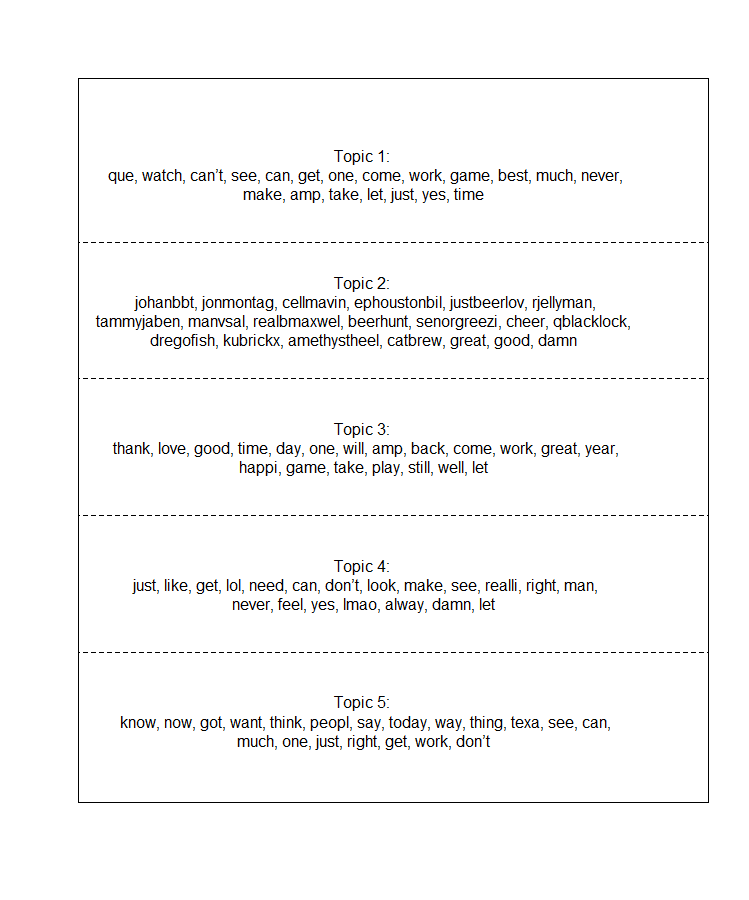 Topic 1:
que, watch, can’t, see, can, get, one, come, work, game, best, much, never,
make, amp, take, let, just, yes, time
Topic 2:
johanbbt, jonmontag, cellmavin, ephoustonbil, justbeerlov, rjellyman,
tammyjaben, manvsal, realbmaxwel, beerhunt, senorgreezi, cheer, qblacklock,
dregofish, kubrickx, amethystheel, catbrew, great, good, damn
Topic 3:
thank, love, good, time, day, one, will, amp, back, come, work, great, year,
happi, game, take, play, still, well, let
Topic 4:
just, like, get, lol, need, can, don’t, look, make, see, realli, right, man,
never, feel, yes, lmao, alway, damn, let
Topic 5:
know, now, got, want, think, peopl, say, today, way, thing, texa, see, can,
much, one, just, right, get, work, don’t